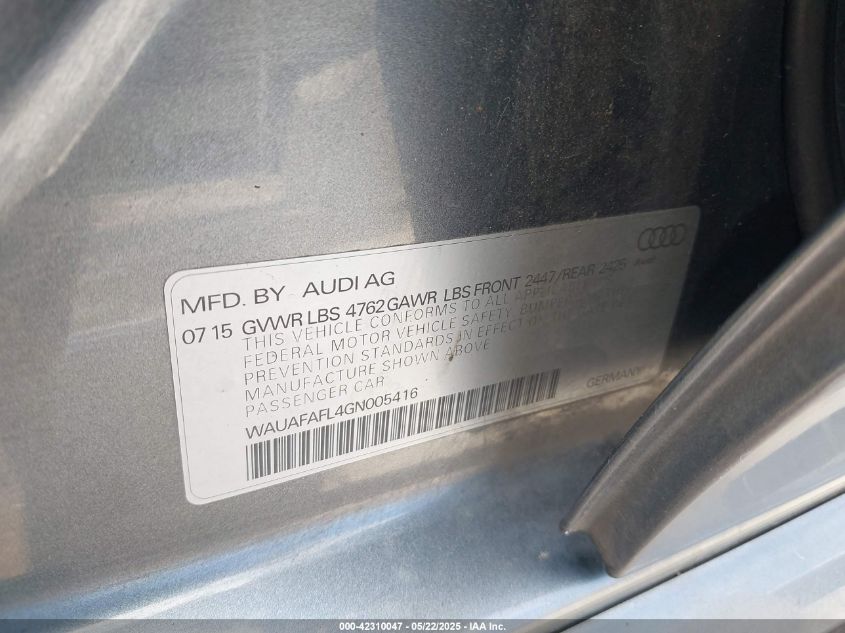 MFD. BY AUDI AG
07 15 GVWR LBS 4762 GAWR LBS FRONT 2447/REAR 2425
THIS VEHICLE CONFORMS TO ALL
FEDERAL MOTOR VEHICLE SAFETY, BUMPER,
PREVENTION STANDARDS IN EFFECT ON
MANUFACTURE SHOWN ABOVE
PASSENGER CAR
WAUAFAFL4GN005416
GERMANY
000-42310047 - 05/22/2025 - IAA Inc.